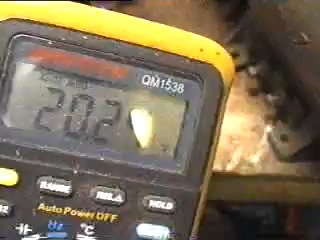 QM1538
20.2
RANGE
REL△
HOLD
Auto Power OFF
Hz
°C